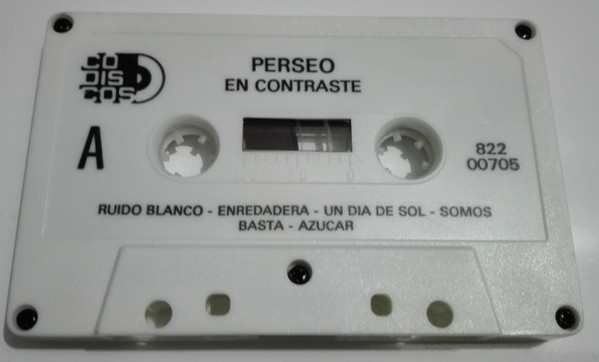 CO
DIS
COS
PERSEO
EN CONTRASTE
A
822
00705
RUIDO BLANCO - ENREDADERA - UN DIA DE SOL - SOMOS
BASTA - AZUCAR